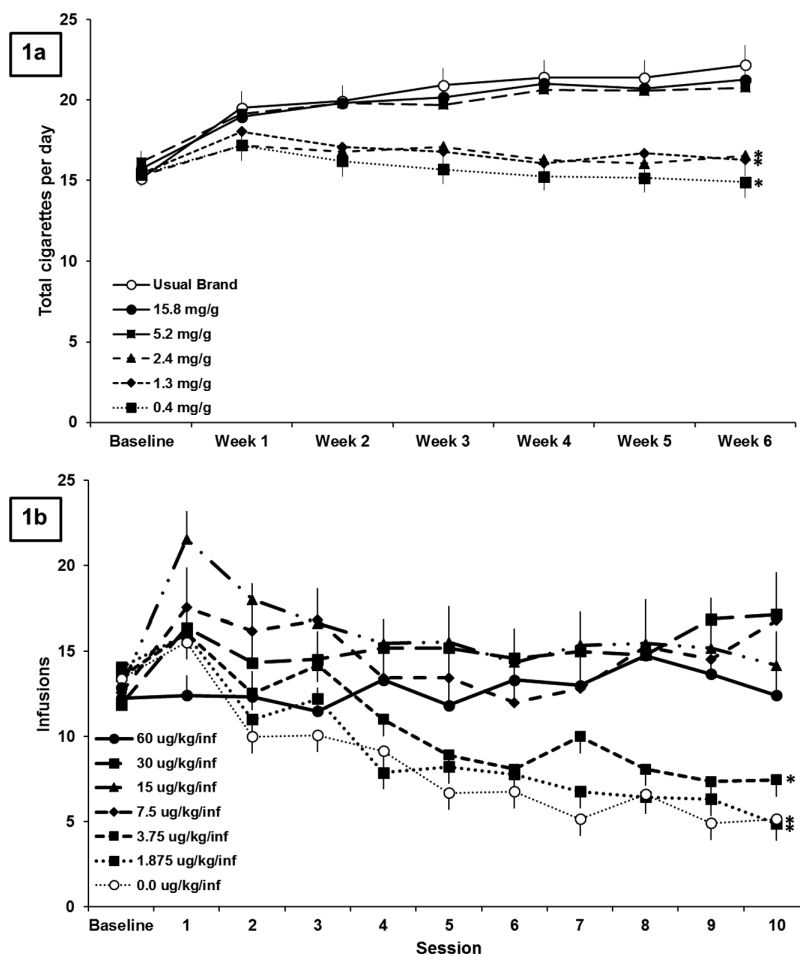 1a
25
20
15
10
5
0
Total cigarettes per day
Usual Brand
15.8 mg/g
5.2 mg/g
2.4 mg/g
1.3 mg/g
0.4 mg/g
*
*
*
Baseline Week 1 Week 2 Week 3 Week 4 Week 5 Week 6
1b
25
20
15
10
5
0
Infusions
60 ug/kg/inf
30 ug/kg/inf
15 ug/kg/inf
7.5 ug/kg/inf
3.75 ug/kg/inf
1.875 ug/kg/inf
0.0 ug/kg/inf
*
*
*
Baseline 1 2 3 4 5 6 7 8 9 10
Session